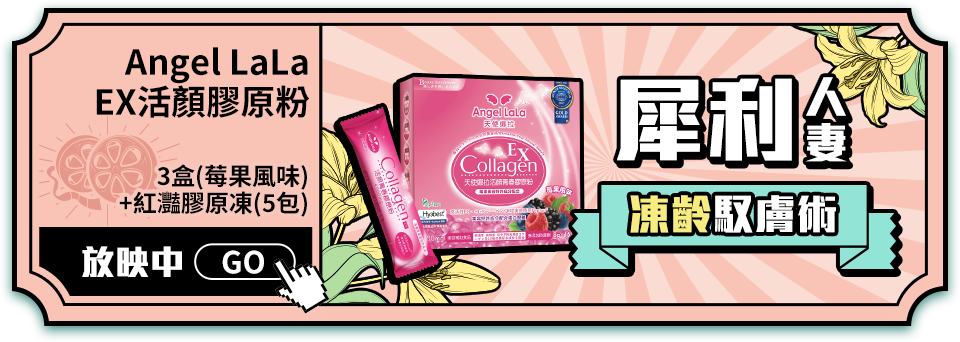 Angel LaLa
EX活顏膠原粉
3盒(莓果風味)
+紅灩膠原凍(5包)
放映中 GO
Angel LaLa
天使娜拉
EX
Collagen
Collagen
Hyabest
犀利人妻
凍齡馭膚術